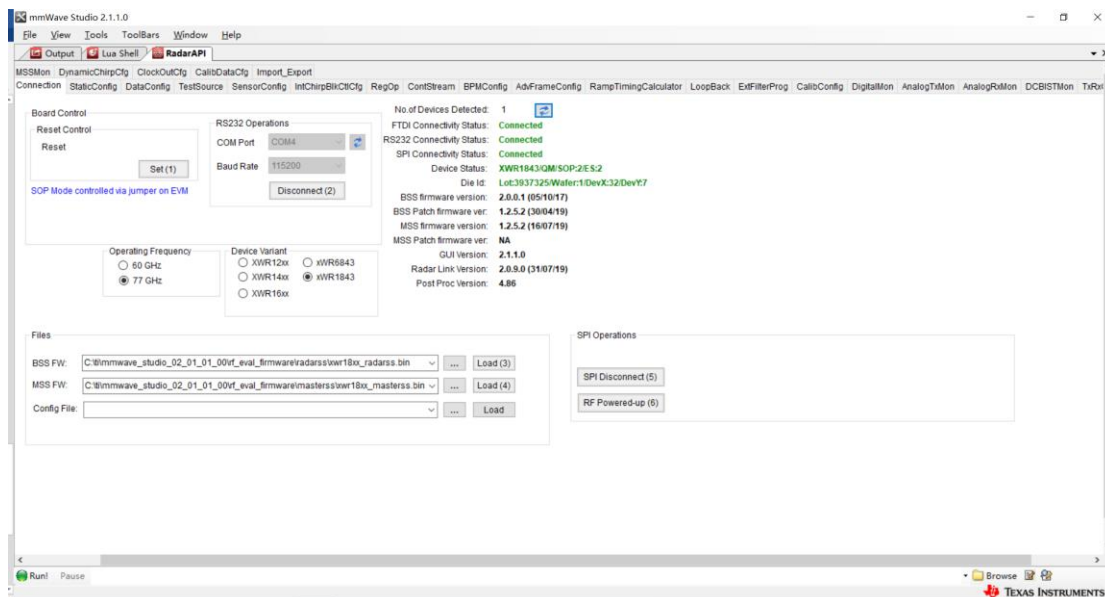 mmWave Studio 2.1.1.0
File View Tools ToolBars Window Help
Output Lua Shell RadarAPI
MSSMon DynamicChirpCfg ClockOutCfg CalibDataCfg Import_Export
Connection StaticConfig DataConfig TestSource SensorConfig IntChirpBlkCtlCfg RegOp ContStream BPMConfig AdvFrameConfig RampTimingCalculator LoopBack ExtFilterProg CalibConfig DigitalMon AnalogTxMon AnalogRxMon DCBISTMon
Board Control
Reset Control
Reset
Set (1)
SOP Mode controlled via jumper on EVM
RS232 Operations
COM Port COM4
Baud Rate 115200
Disconnect (2)
No.of Devices Detected: 1
FTDI Connectivity Status: Connected
RS232 Connectivity Status: Connected
SPI Connectivity Status: Connected
Device Status: XWR1843/QM/SOP:2/ES:2
Die Id: Lot:3937325/Wafer:1/DevX:32/DevY:7
BSS firmware version: 2.0.0.1 (05/10/17)
BSS Patch firmware ver: 1.2.5.2 (30/04/19)
MSS firmware version: 1.2.5.2 (16/07/19)
MSS Patch firmware ver: NA
GUI Version: 2.1.1.0
Radar Link Version: 2.0.9.0 (31/07/19)
Post Proc Version: 4.86
Operating Frequency
60 GHz
77 GHz
Device Variant
XWR12xx xWR6843
XWR14xx xWR1843
XWR16xx
Files
BSS FW: C:\ti\mmwave_studio_02_01_01_00\rf_eval_firmware\radarss\xwr18xx_radarss.bin ... Load (3)
MSS FW: C:\ti\mmwave_studio_02_01_01_00\rf_eval_firmware\masterss\xwr18xx_masterss.bin ... Load (4)
Config File: ... Load
SPI Operations
SPI Disconnect (5)
RF Powered-up (6)
Run! Pause
Browse
TEXAS INSTRUMENTS